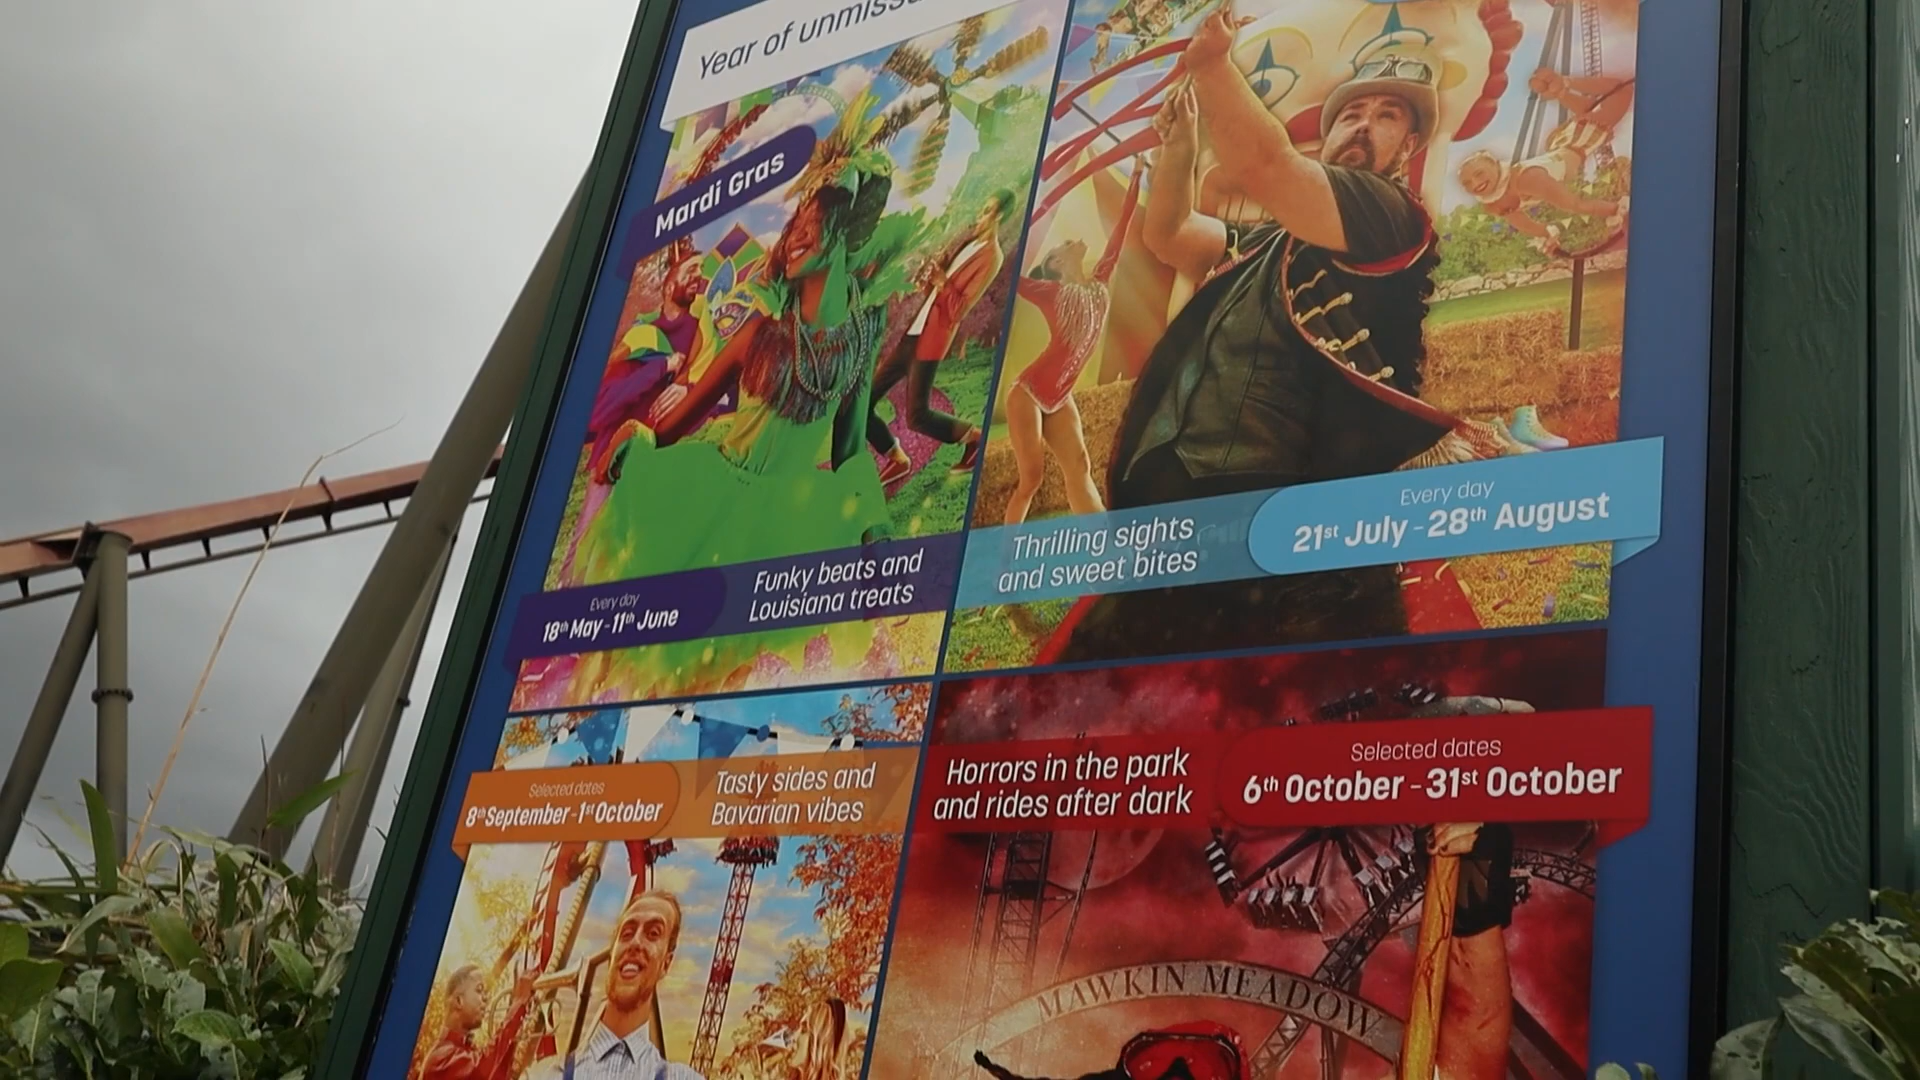 Year of unmiss
Mardi Gras
Every day
18th May - 11th June
Funky beats and
Louisiana treats
Thrilling sights
and sweet bites
Every day
21st July - 28th August
Selected dates
8th September - 1st October
Tasty sides and
Bavarian vibes
Horrors in the park
and rides after dark
Selected dates
6th October - 31st October
MAWKIN MEADOW